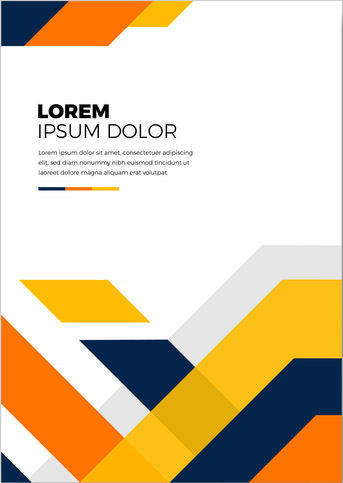 LOREM
IPSUM DOLOR
Lorem ipsum dolor sit amet, consectetur adipiscing
elit, sed diam nonummy nibh euismod tincidunt ut
laoreet dolore magna aliquam erat volutpat.